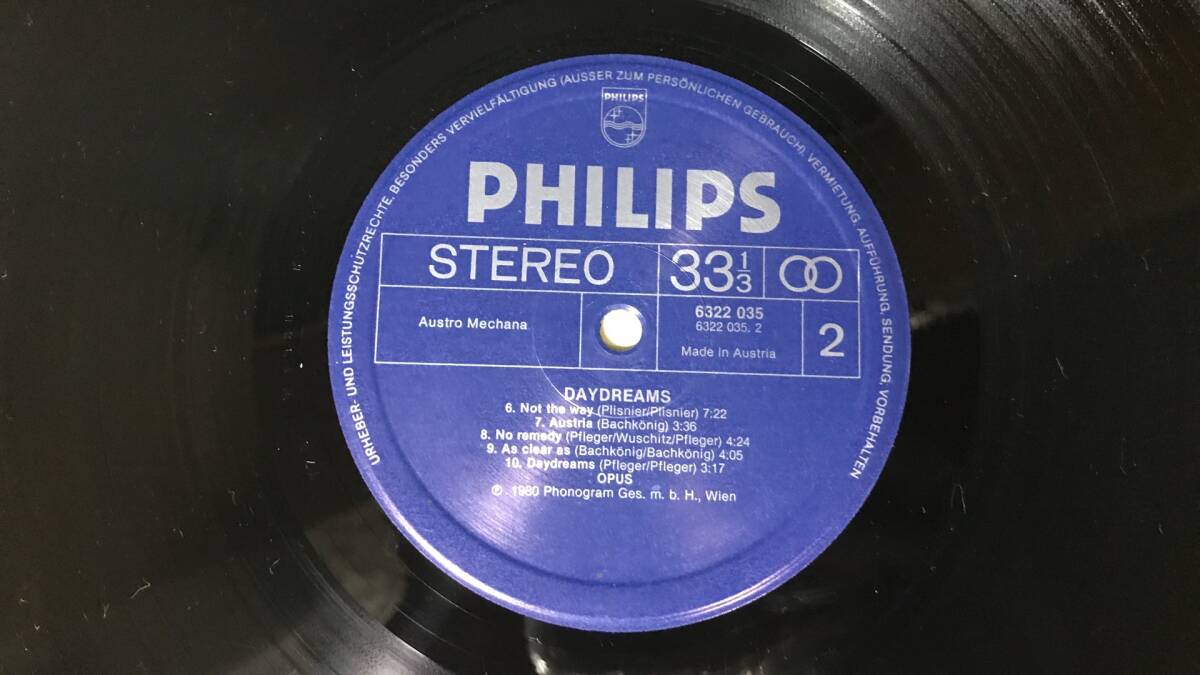 URHEBER- UND LEISTUNGSSCHUTZRECHTE, BESONDERS VERVIELFÄLTIGUNG (AUSSER ZUM PERSÖNLICHEN GEBRAUCH), VERMIETUNG, AUFFÜHRUNG, SENDUNG, VORBEHALTEN
PHILIPS
PHILIPS
STEREO 33 1/3
Austro Mechana
6322 035
6322 035. 2
Made in Austria
2
DAYDREAMS
6. Not the way (Plisnier/Plisnier) 7:22
7. Austria (Bachkönig) 3:36
8. No remedy (Pfleger/Wuschitz/Pfleger) 4:24
9. As clear as (Bachkönig/Bachkönig) 4:05
10. Daydreams (Pfleger/Pfleger) 3:17
OPUS
℗ 1980 Phonogram Ges. m. b. H., Wien